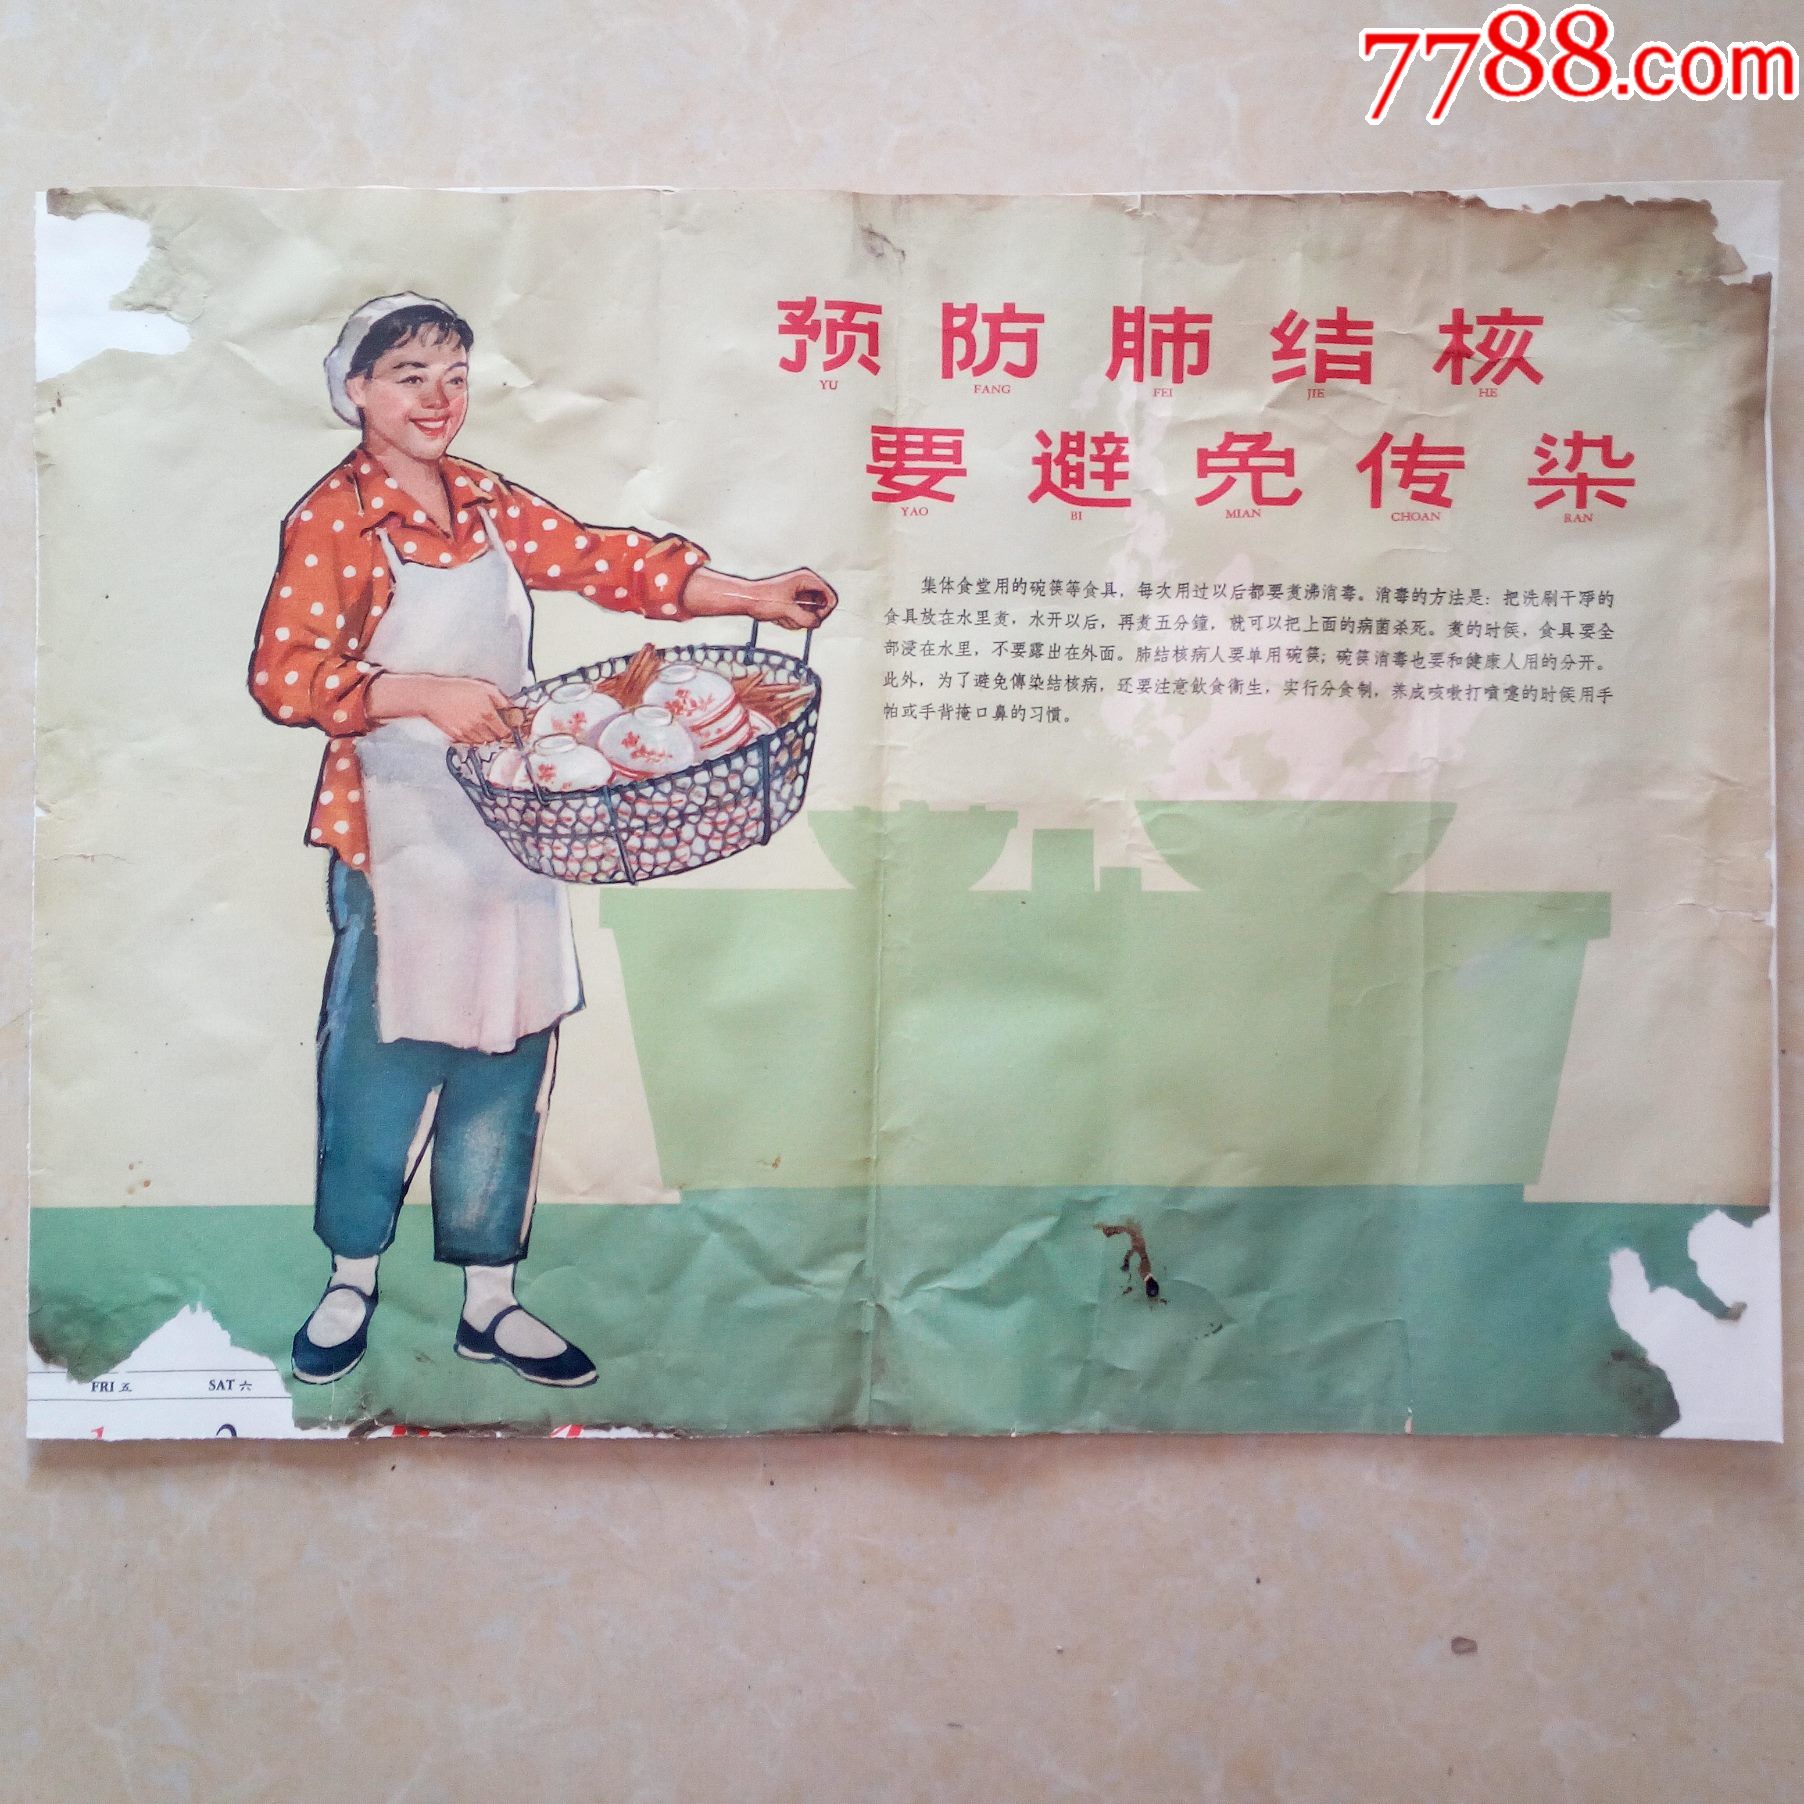 7788.com
预防肺结核
YU FANG FEI JIE HE
要避免传染
YAO BI MIAN CHOAN RAN
集体食堂用的碗筷等食具，每次用过以后都要煮沸消毒。消毒的方法是：把洗刷干净的
食具放在水里煮，水开以后，再煮五分鐘，就可以把上面的病菌杀死。煮的时候，食具要全
部浸在水里，不要露出在外面。肺结核病人要单用碗筷；碗筷消毒也要和健康人用的分开。
此外，为了避免傳染结核病，还要注意飲食衛生，实行分食制，养成咳嗽打噴嚏的时候用手
帕或手背掩口鼻的习慣。
FRI 五 SAT 六